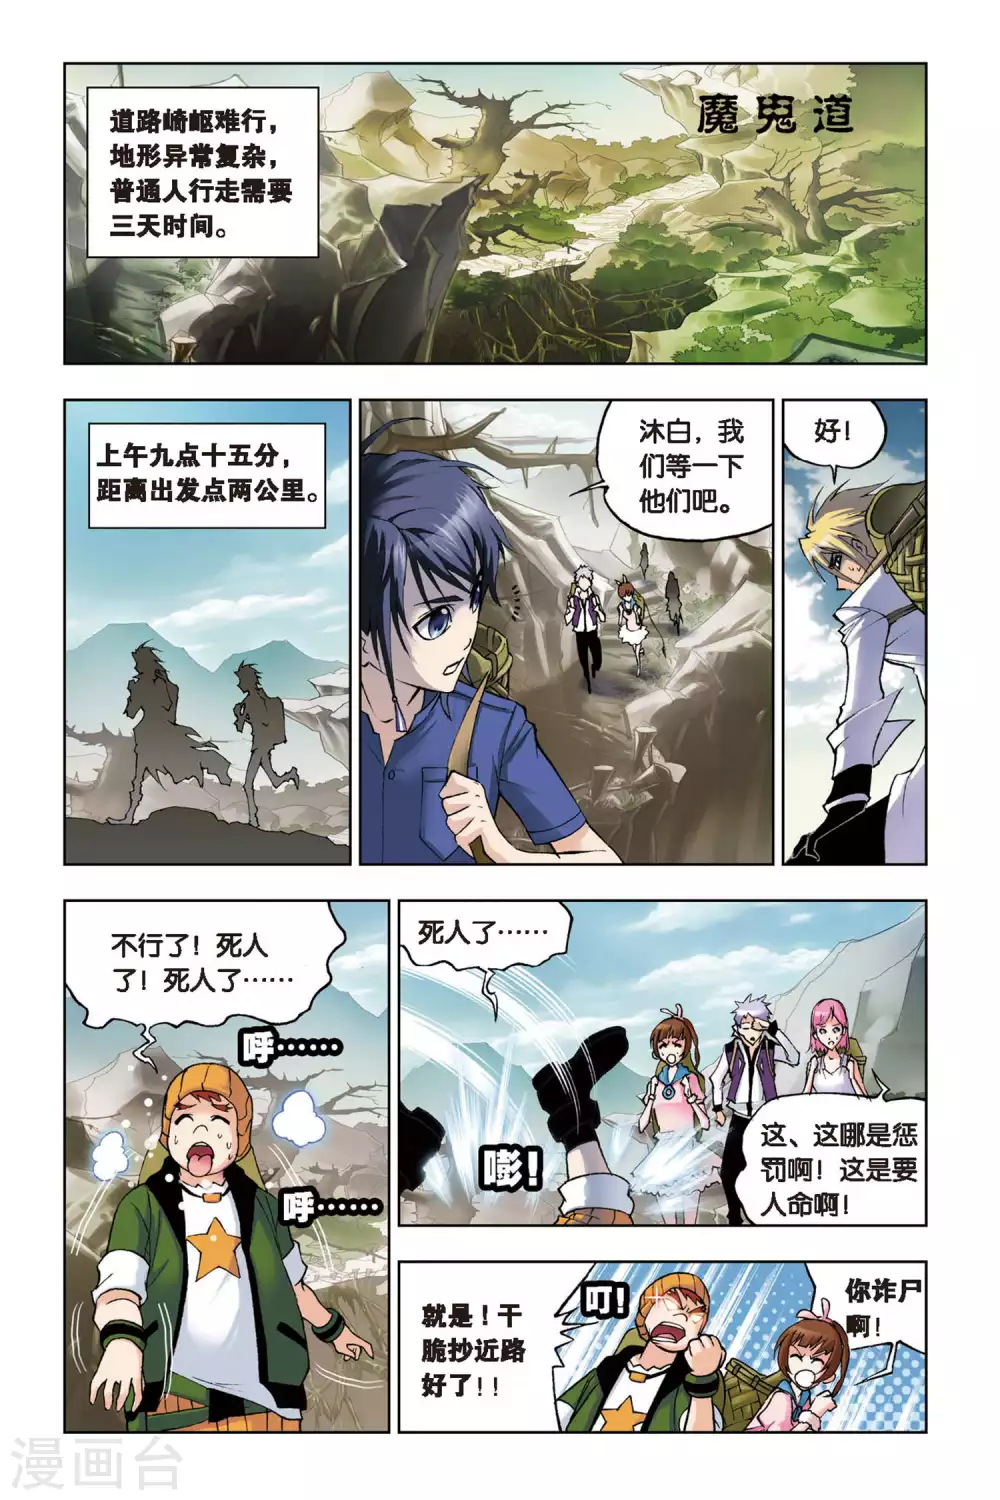 道路崎岖难行，
地形异常复杂，
普通人行走需要
三天时间。
魔鬼道
上午九点十五分，
距离出发点两公里。
沐白，我
们等一下
他们吧。
好！
不行了！死人
了！死人了……
呼……
呼……
死人了……
嘭！
这、这哪是惩
罚啊！这是要
人命啊！
就是！干
脆抄近路
好了！！
叮！
你诈尸
啊！
漫画台